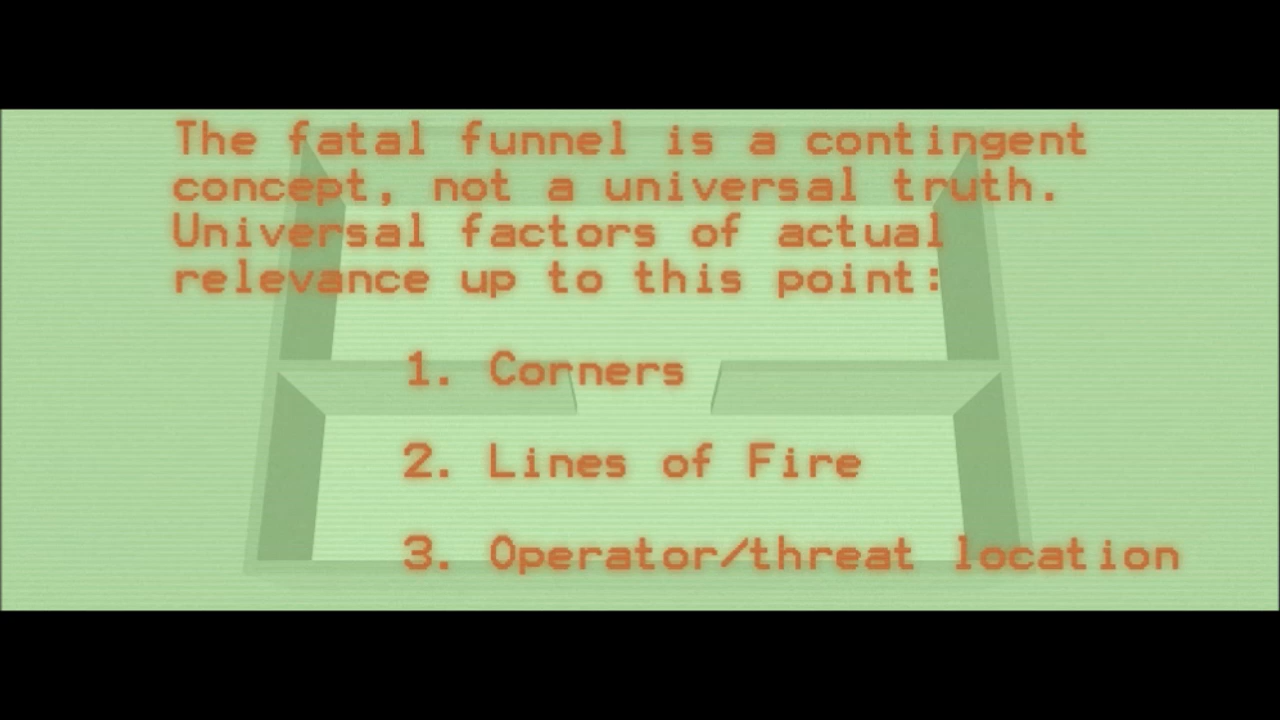 The fatal funnel is a contingent
concept, not a universal truth.
Universal factors of actual
relevance up to this point:
1. Corners
2. Lines of Fire
3. Operator/threat location